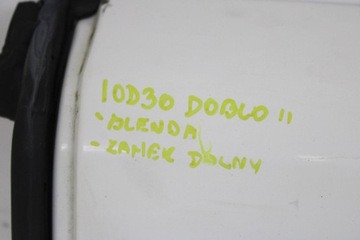 10D30 DOBLO II
- BLENDA
- ZAMEK DOLNY